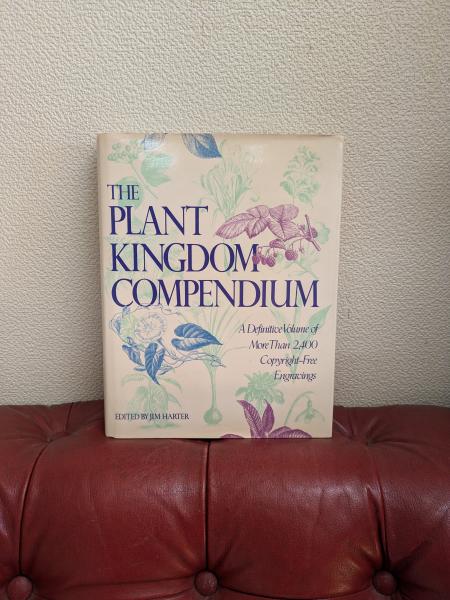 THE
PLANT
KINGDOM
COMPENDIUM
A Definitive Volume of
More Than 2,400
Copyright-Free
Engravings
EDITED BY JIM HARTER